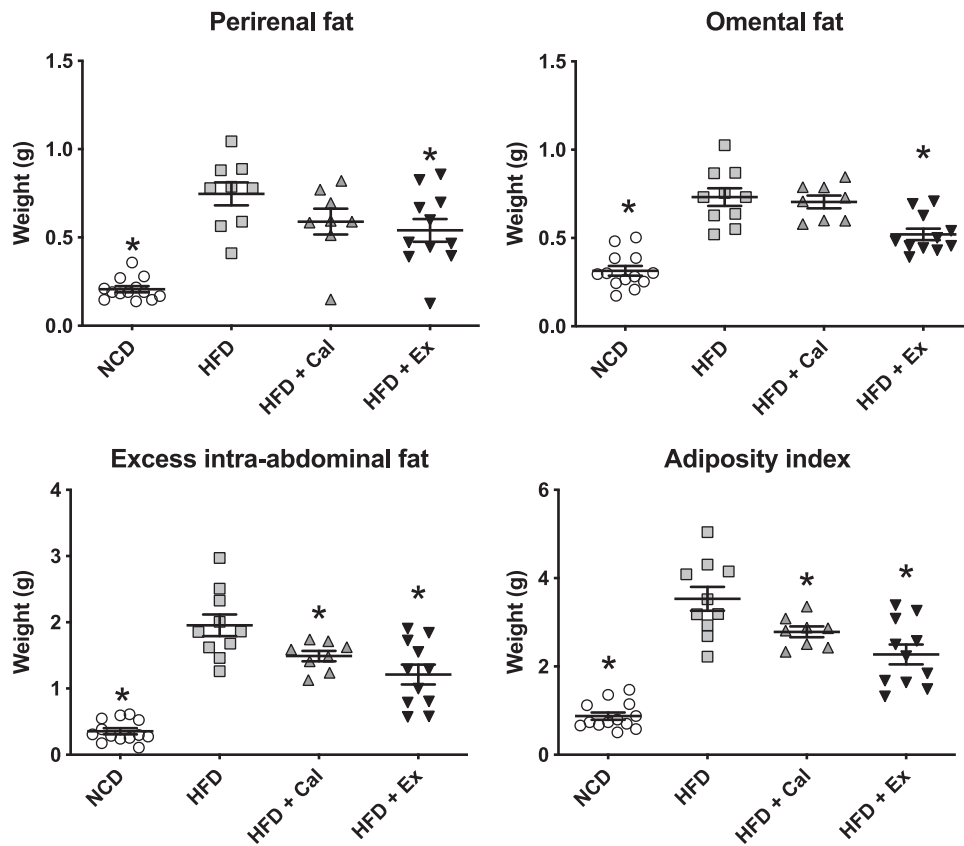 Perirenal fat
Weight (g)
1.5
1.0
0.5
0.0
*
*
NCD
HFD
HFD + Cal
HFD + Ex
Omental fat
Weight (g)
1.5
1.0
0.5
0.0
*
*
NCD
HFD
HFD + Cal
HFD + Ex
Excess intra-abdominal fat
Weight (g)
4
3
2
1
0
*
*
*
NCD
HFD
HFD + Cal
HFD + Ex
Adiposity index
Weight (g)
6
4
2
0
*
*
*
NCD
HFD
HFD + Cal
HFD + Ex